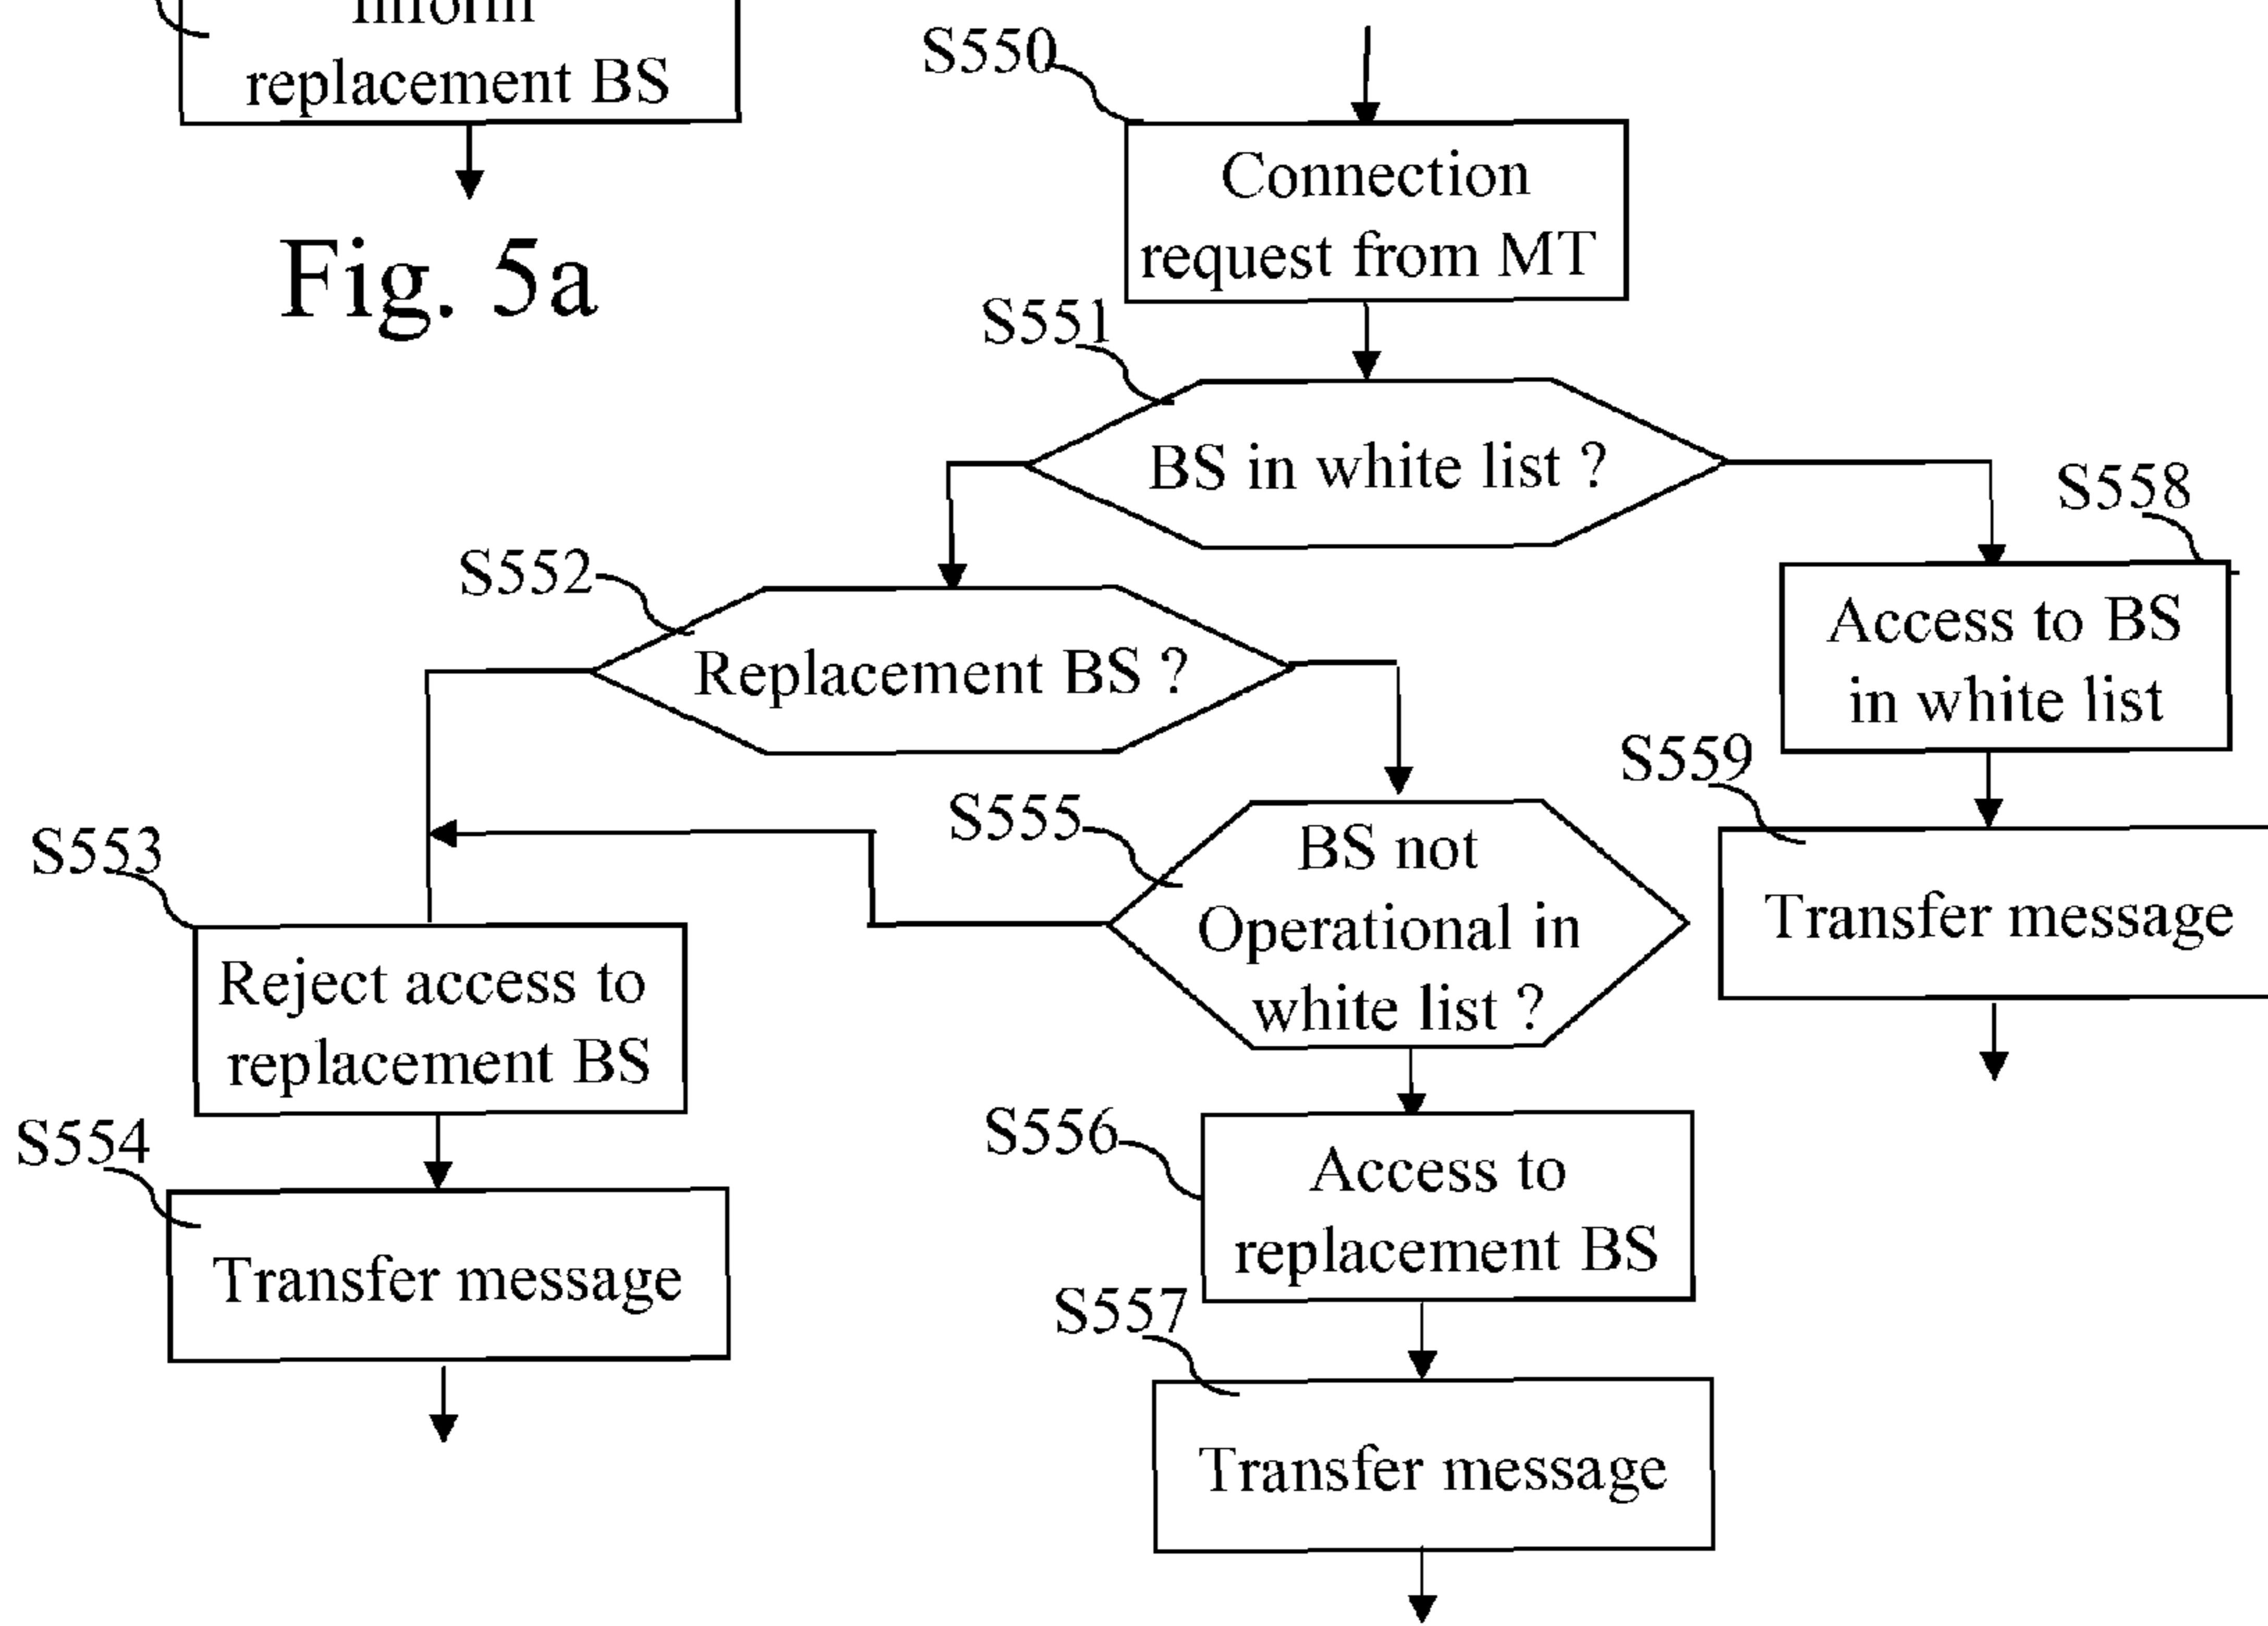 Inform
replacement BS
Fig. 5a
S550
Connection
request from MT
S551
BS in white list ?
S552
Replacement BS ?
S558
Access to BS
in white list
S559
Transfer message
S555
BS not
Operational in
white list ?
S553
Reject access to
replacement BS
S554
Transfer message
S556
Access to
replacement BS
S557
Transfer message